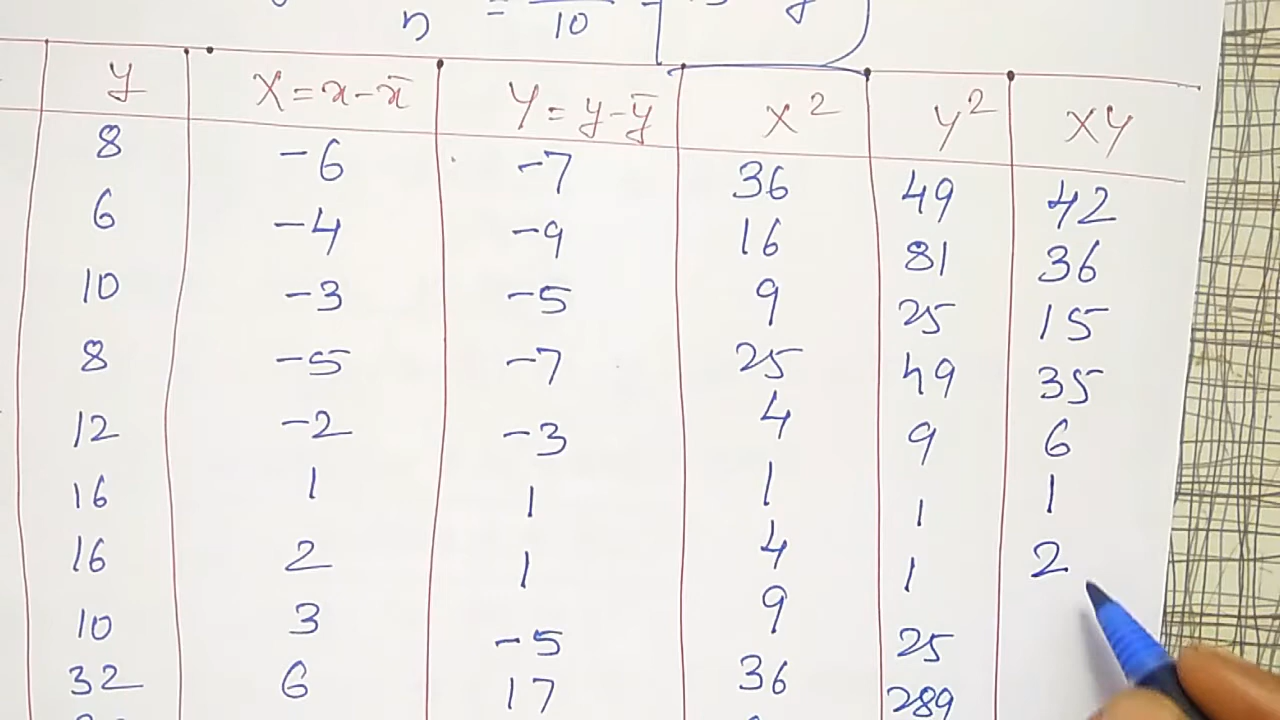 n = 10
y X = x - x̄ Y = y - ȳ X² Y² XY
8 -6 -7 36 49 42
6 -4 -9 16 81 36
10 -3 -5 9 25 15
8 -5 -7 25 49 35
12 -2 -3 4 9 6
16 1 1 1 1 1
16 2 1 4 1 2
10 3 -5 9 25
32 6 17 36 289